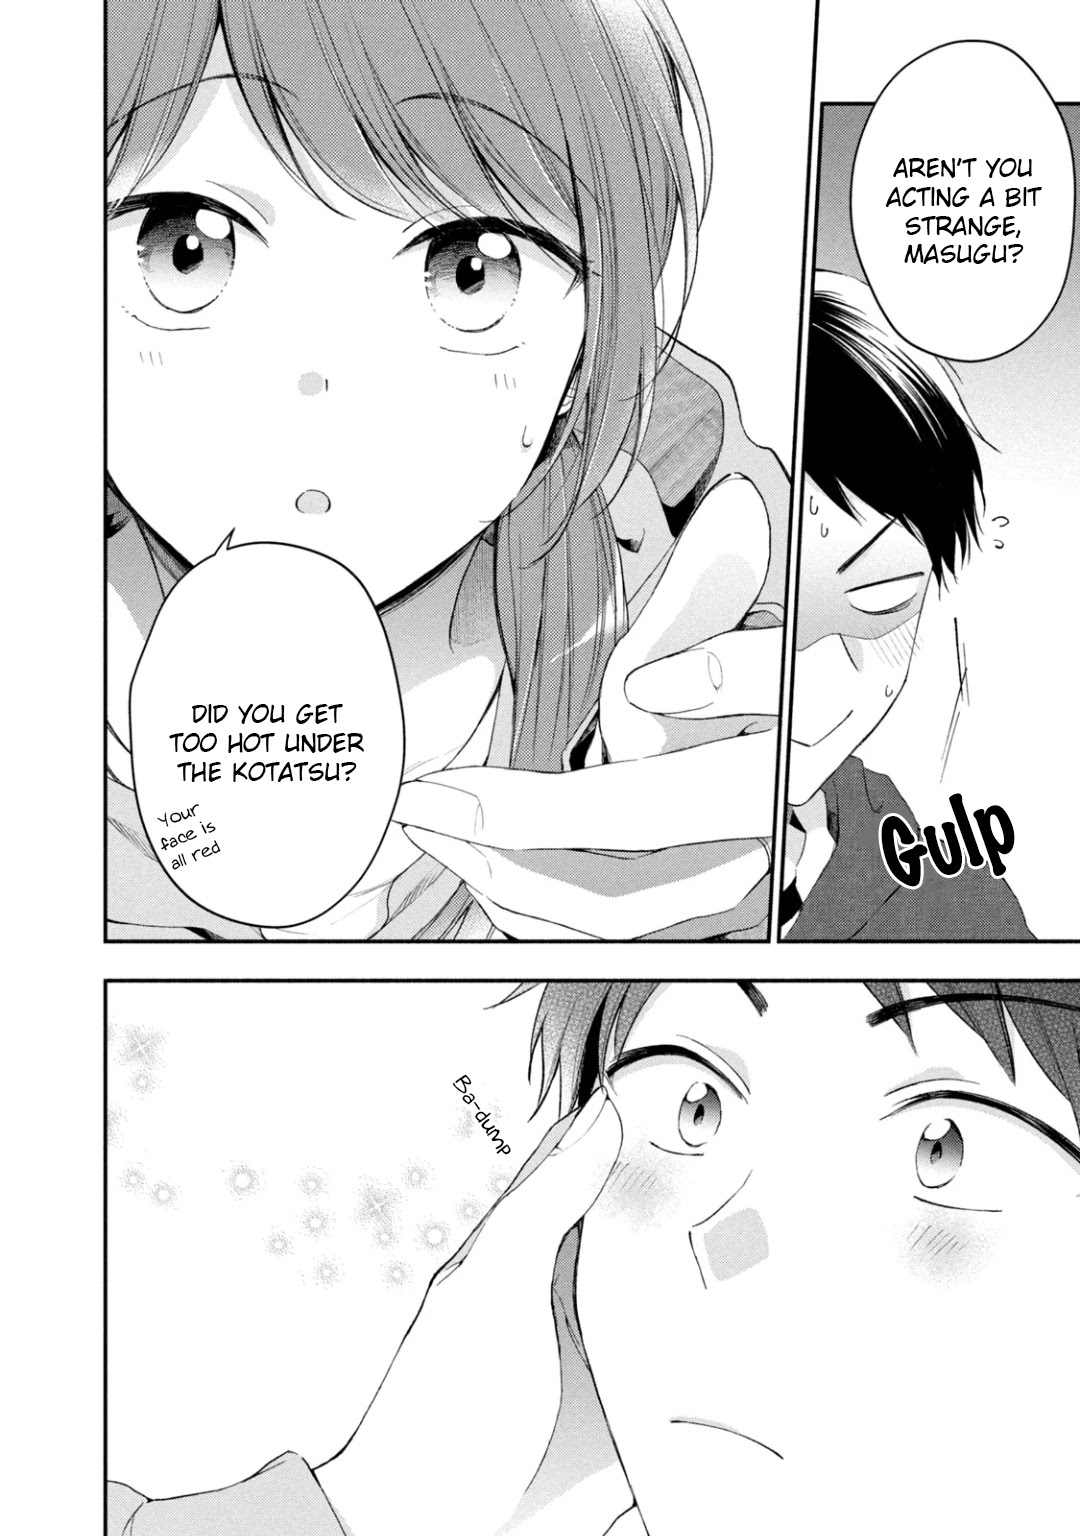 AREN'T YOU
ACTING A BIT
STRANGE,
MASUGU?
Gulp
DID YOU GET
TOO HOT UNDER
THE KOTATSU?
Your
face is
all red
Ba-dump